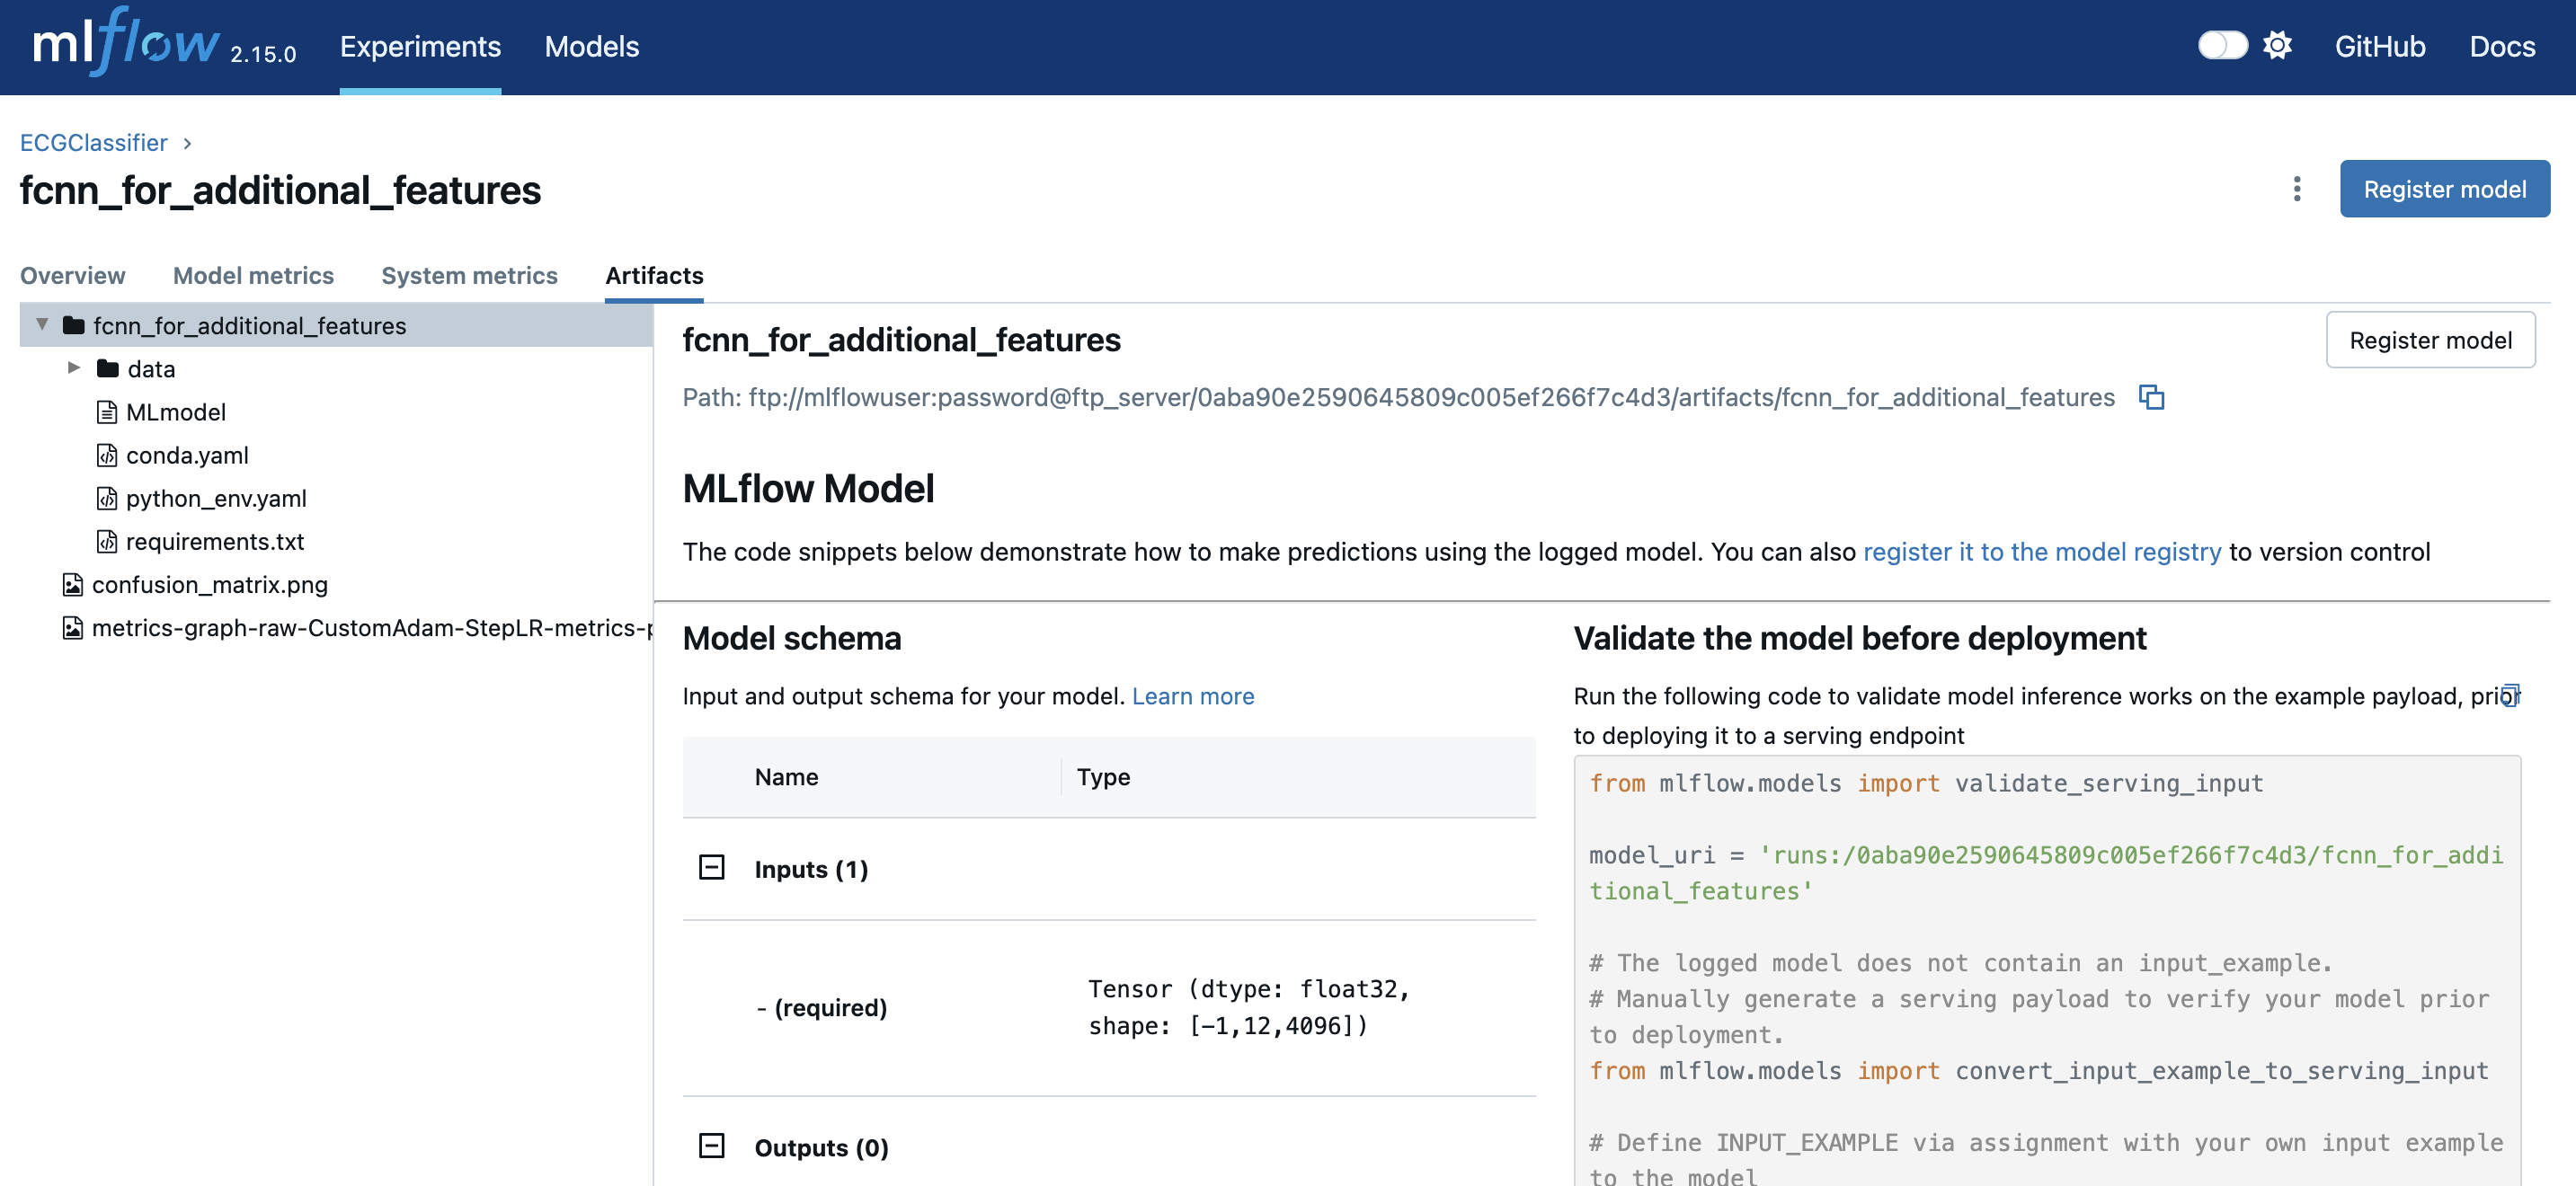 mlflow 2.15.0 Experiments Models GitHub Docs
ECGClassifier
fcnn_for_additional_features
Register model
Overview Model metrics System metrics Artifacts
fcnn_for_additional_features
data
MLmodel
conda.yaml
python_env.yaml
requirements.txt
confusion_matrix.png
metrics-graph-raw-CustomAdam-StepLR-metrics-
fcnn_for_additional_features
Register model
Path: ftp://mlflowuser:password@ftp_server/0aba90e2590645809c005ef266f7c4d3/artifacts/fcnn_for_additional_features
MLflow Model
The code snippets below demonstrate how to make predictions using the logged model. You can also register it to the model registry to version control
Model schema
Input and output schema for your model. Learn more
Name Type
Inputs (1)
- (required)
Tensor (dtype: float32,
shape: [-1,12,4096])
Outputs (0)
Validate the model before deployment
Run the following code to validate model inference works on the example payload, prior
to deploying it to a serving endpoint
from mlflow.models import validate_serving_input
model_uri = 'runs:/0aba90e2590645809c005ef266f7c4d3/fcnn_for_addi
tional_features'
# The logged model does not contain an input_example.
# Manually generate a serving payload to verify your model prior
to deployment.
from mlflow.models import convert_input_example_to_serving_input
# Define INPUT_EXAMPLE via assignment with your own input example
to the model